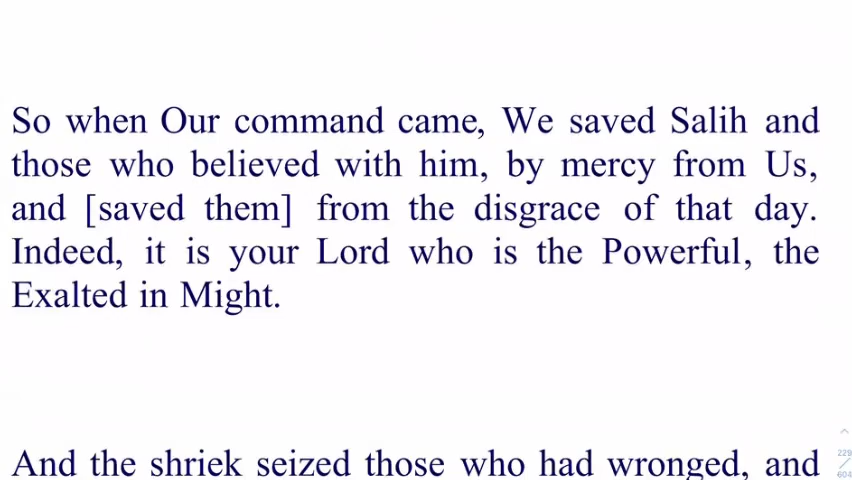 So when Our command came, We saved Salih and
those who believed with him, by mercy from Us,
and [saved them] from the disgrace of that day.
Indeed, it is your Lord who is the Powerful, the
Exalted in Might.
And the shriek seized those who had wronged, and
229
/
604